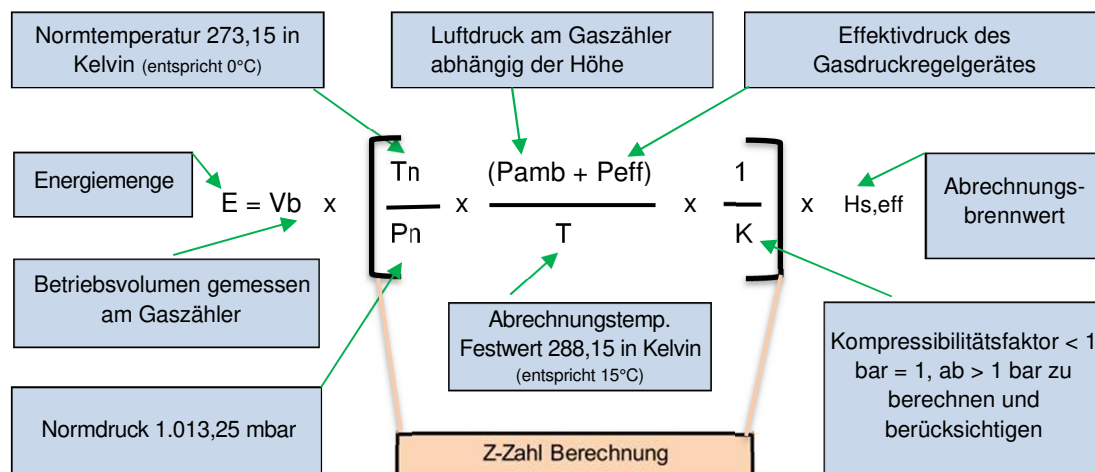 Normtemperatur 273,15 in
Kelvin (entspricht 0°C)
Luftdruck am Gaszähler
abhängig der Höhe
Effektivdruck des
Gasdruckregelgerätes
Energiemenge
E = Vb x Tn x (Pamb + Peff) x 1 x Hs,eff
Pn T K
Abrechnungs-
brennwert
Betriebsvolumen gemessen
am Gaszähler
Abrechnungstemp.
Festwert 288,15 in Kelvin
(entspricht 15°C)
Kompressibilitätsfaktor < 1
bar = 1, ab > 1 bar zu
berechnen und
berücksichtigen
Normdruck 1.013,25 mbar
Z-Zahl Berechnung